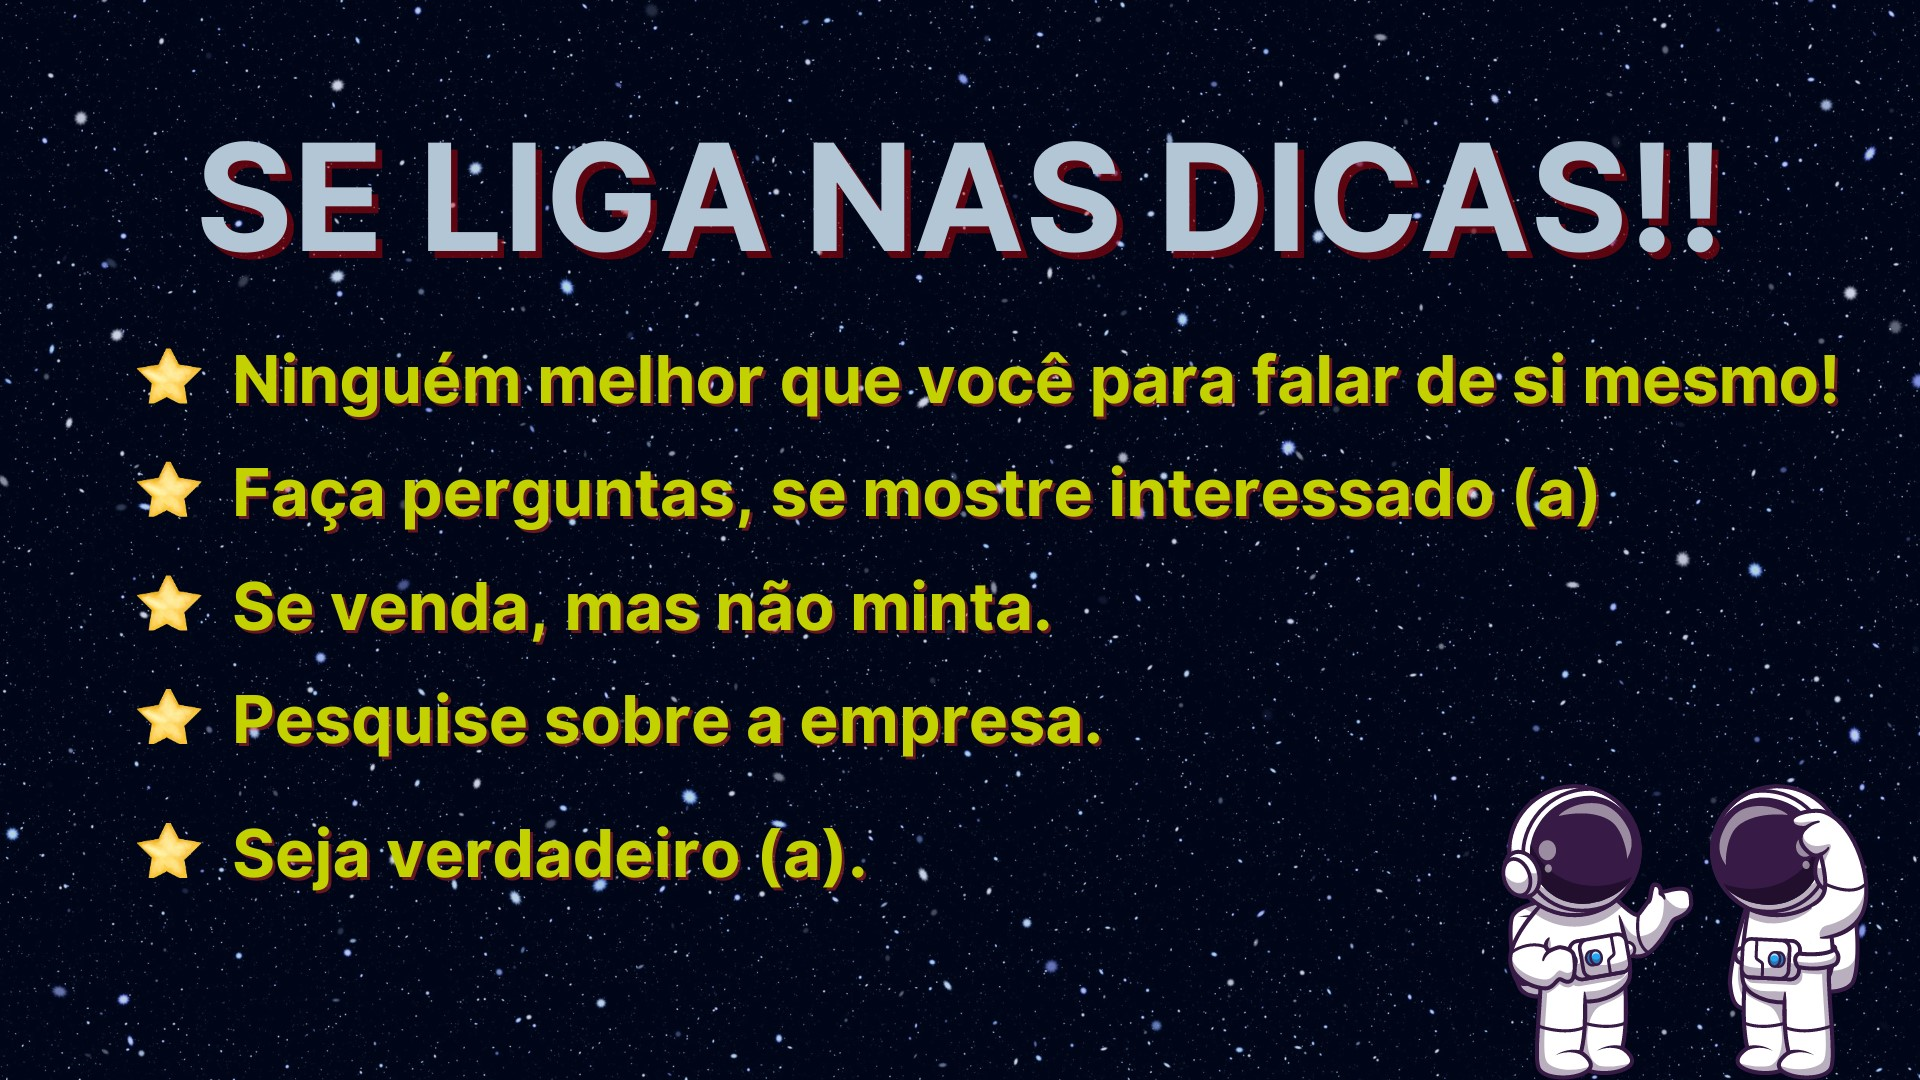 SE LIGA NAS DICAS!!
Ninguém melhor que você para falar de si mesmo!
Faça perguntas, se mostre interessado (a)
Se venda, mas não minta.
Pesquise sobre a empresa.
Seja verdadeiro (a).